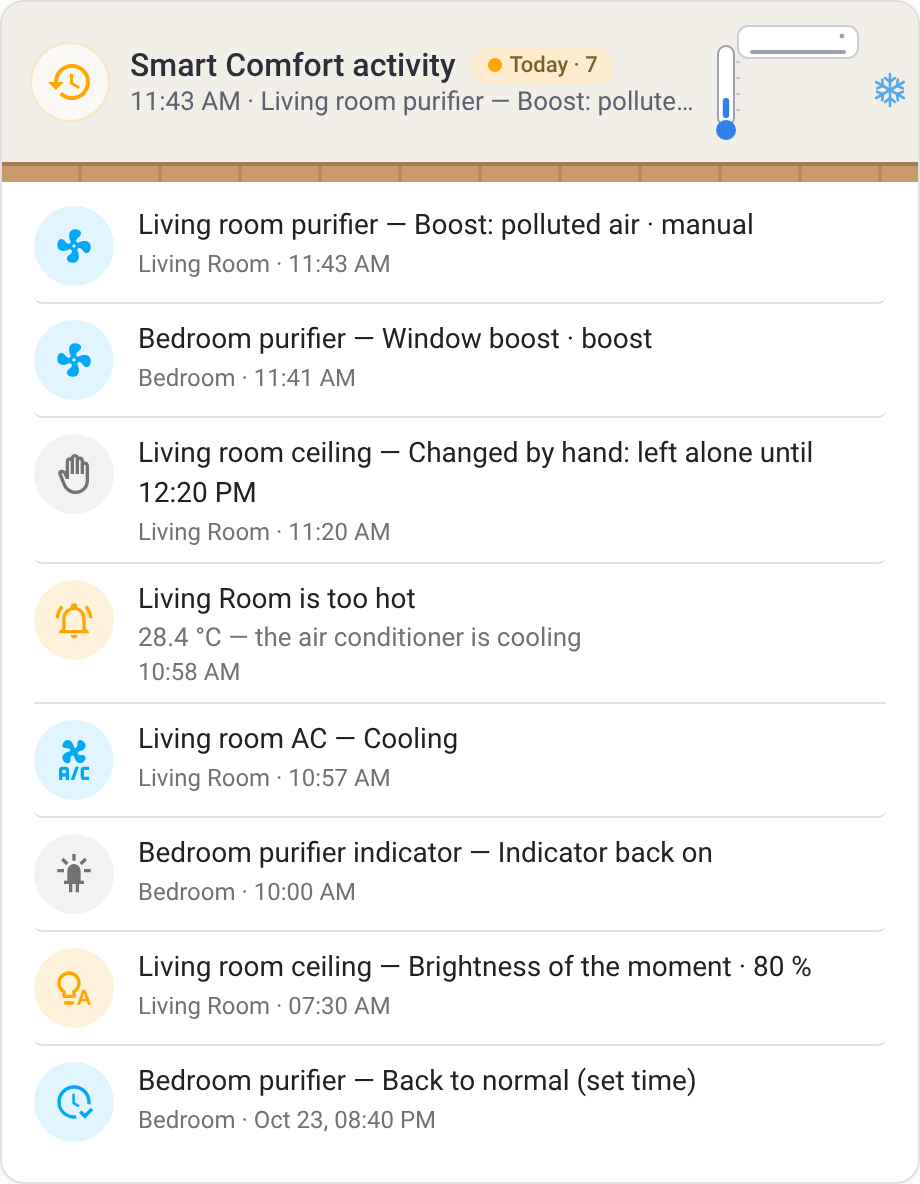 Smart Comfort activity
Today · 7
11:43 AM · Living room purifier — Boost: pollute...
Living room purifier — Boost: polluted air · manual
Living Room · 11:43 AM
Bedroom purifier — Window boost · boost
Bedroom · 11:41 AM
Living room ceiling — Changed by hand: left alone until
12:20 PM
Living Room · 11:20 AM
Living Room is too hot
28.4 °C — the air conditioner is cooling
10:58 AM
A/C
Living room AC — Cooling
Living Room · 10:57 AM
Bedroom purifier indicator — Indicator back on
Bedroom · 10:00 AM
A
Living room ceiling — Brightness of the moment · 80 %
Living Room · 07:30 AM
Bedroom purifier — Back to normal (set time)
Bedroom · Oct 23, 08:40 PM